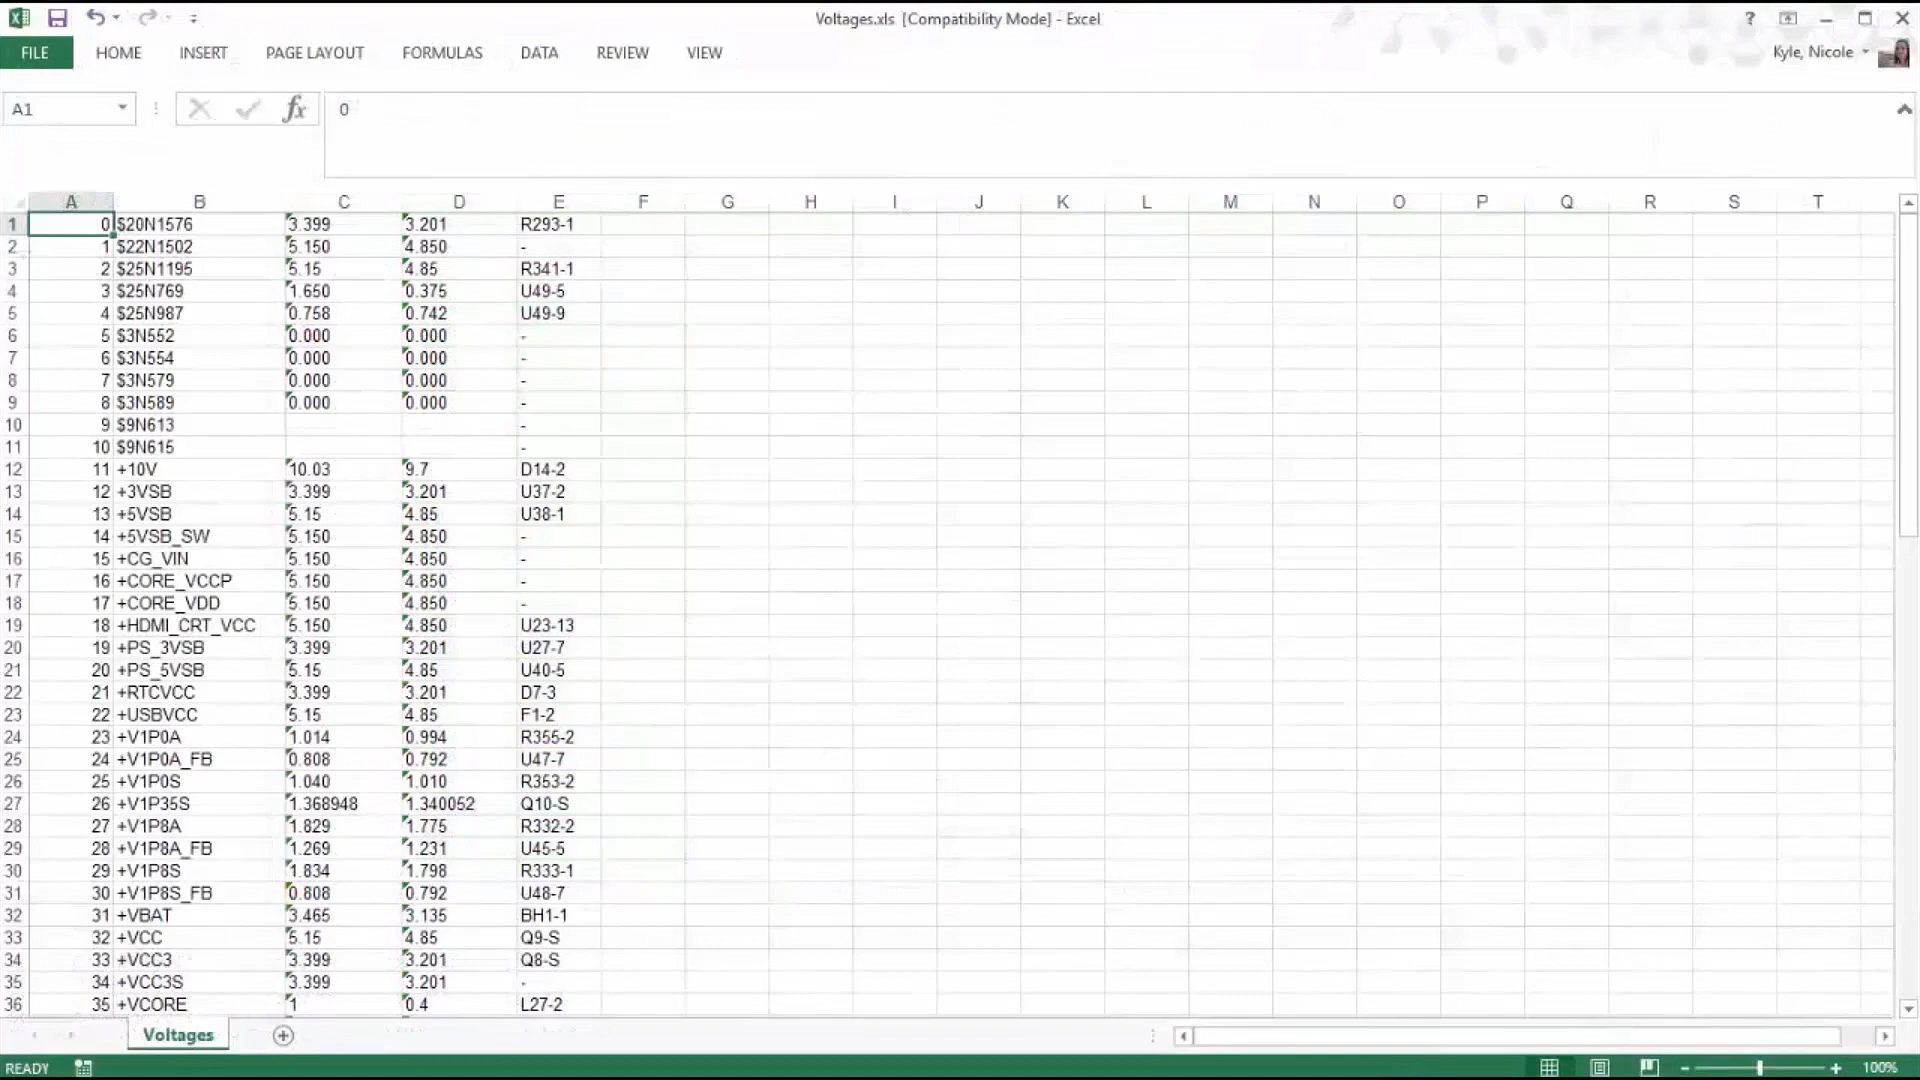 Voltages.xls [Compatibility Mode] - Excel
?
FILE HOME INSERT PAGE LAYOUT FORMULAS DATA REVIEW VIEW
Kyle, Nicole
A1 fx 0
A B C D E F G H I J K L M N O P Q R S T
1 0 $20N1576 3.399 3.201 R293-1
2 1 $22N1502 5.150 4.850 -
3 2 $25N1195 5.15 4.85 R341-1
4 3 $25N769 1.650 0.375 U49-5
5 4 $25N987 0.758 0.742 U49-9
6 5 $3N552 0.000 0.000 -
7 6 $3N554 0.000 0.000 -
8 7 $3N579 0.000 0.000 -
9 8 $3N589 0.000 0.000 -
10 9 $9N613 -
11 10 $9N615 -
12 11 +10V 10.03 9.7 D14-2
13 12 +3VSB 3.399 3.201 U37-2
14 13 +5VSB 5.15 4.85 U38-1
15 14 +5VSB_SW 5.150 4.850 -
16 15 +CG_VIN 5.150 4.850 -
17 16 +CORE_VCCP 5.150 4.850 -
18 17 +CORE_VDD 5.150 4.850 -
19 18 +HDMI_CRT_VCC 5.150 4.850 U23-13
20 19 +PS_3VSB 3.399 3.201 U27-7
21 20 +PS_5VSB 5.15 4.85 U40-5
22 21 +RTCVCC 3.399 3.201 D7-3
23 22 +USBVCC 5.15 4.85 F1-2
24 23 +V1P0A 1.014 0.994 R355-2
25 24 +V1P0A_FB 0.808 0.792 U47-7
26 25 +V1P0S 1.040 1.010 R353-2
27 26 +V1P35S 1.368948 1.340052 Q10-S
28 27 +V1P8A 1.829 1.775 R332-2
29 28 +V1P8A_FB 1.269 1.231 U45-5
30 29 +V1P8S 1.834 1.798 R333-1
31 30 +V1P8S_FB 0.808 0.792 U48-7
32 31 +VBAT 3.465 3.135 BH1-1
33 32 +VCC 5.15 4.85 Q9-S
34 33 +VCC3 3.399 3.201 Q8-S
35 34 +VCC3S 3.399 3.201 -
36 35 +VCORE 1 0.4 L27-2
Voltages
READY
100%